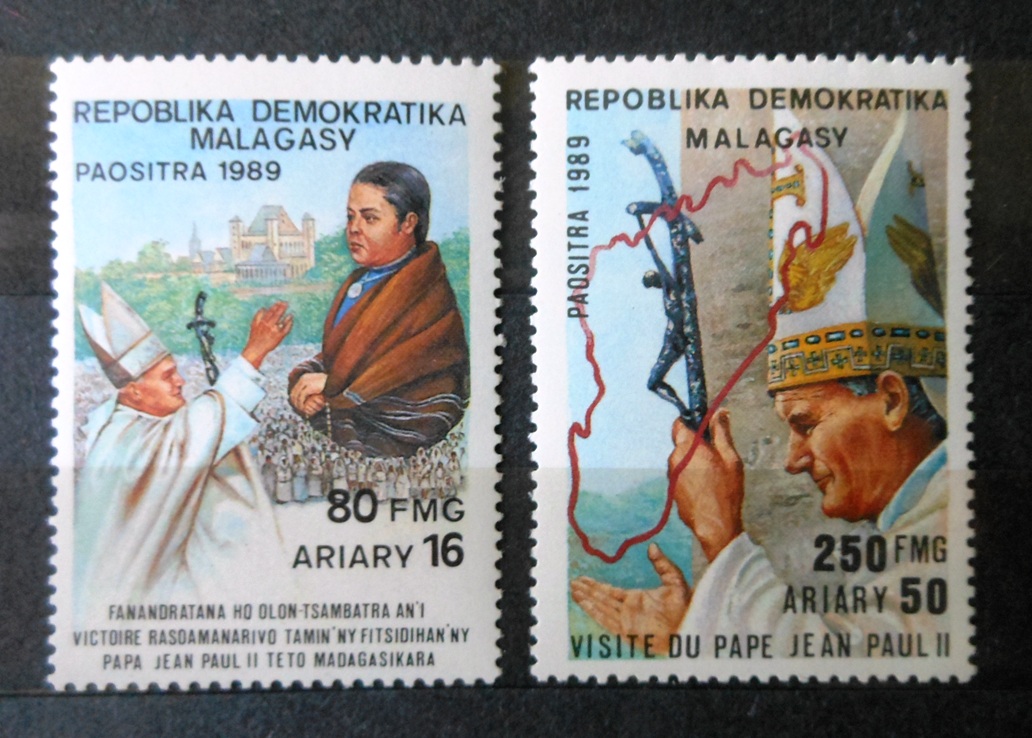 REPOBLIKA DEMOKRATIKA
MALAGASY
PAOSITRA 1989
80 FMG
ARIARY 16
FANANDRATANA HO OLON-TSAMBATRA AN'I
VICTOIRE RASOAMANARIVO TAMIN'NY FITSIDIHAN'NY
PAPA JEAN PAUL II TETO MADAGASIKARA
REPOBLIKA DEMOKRATIKA
MALAGASY
PAOSITRA 1989
250 FMG
ARIARY 50
VISITE DU PAPE JEAN PAUL II